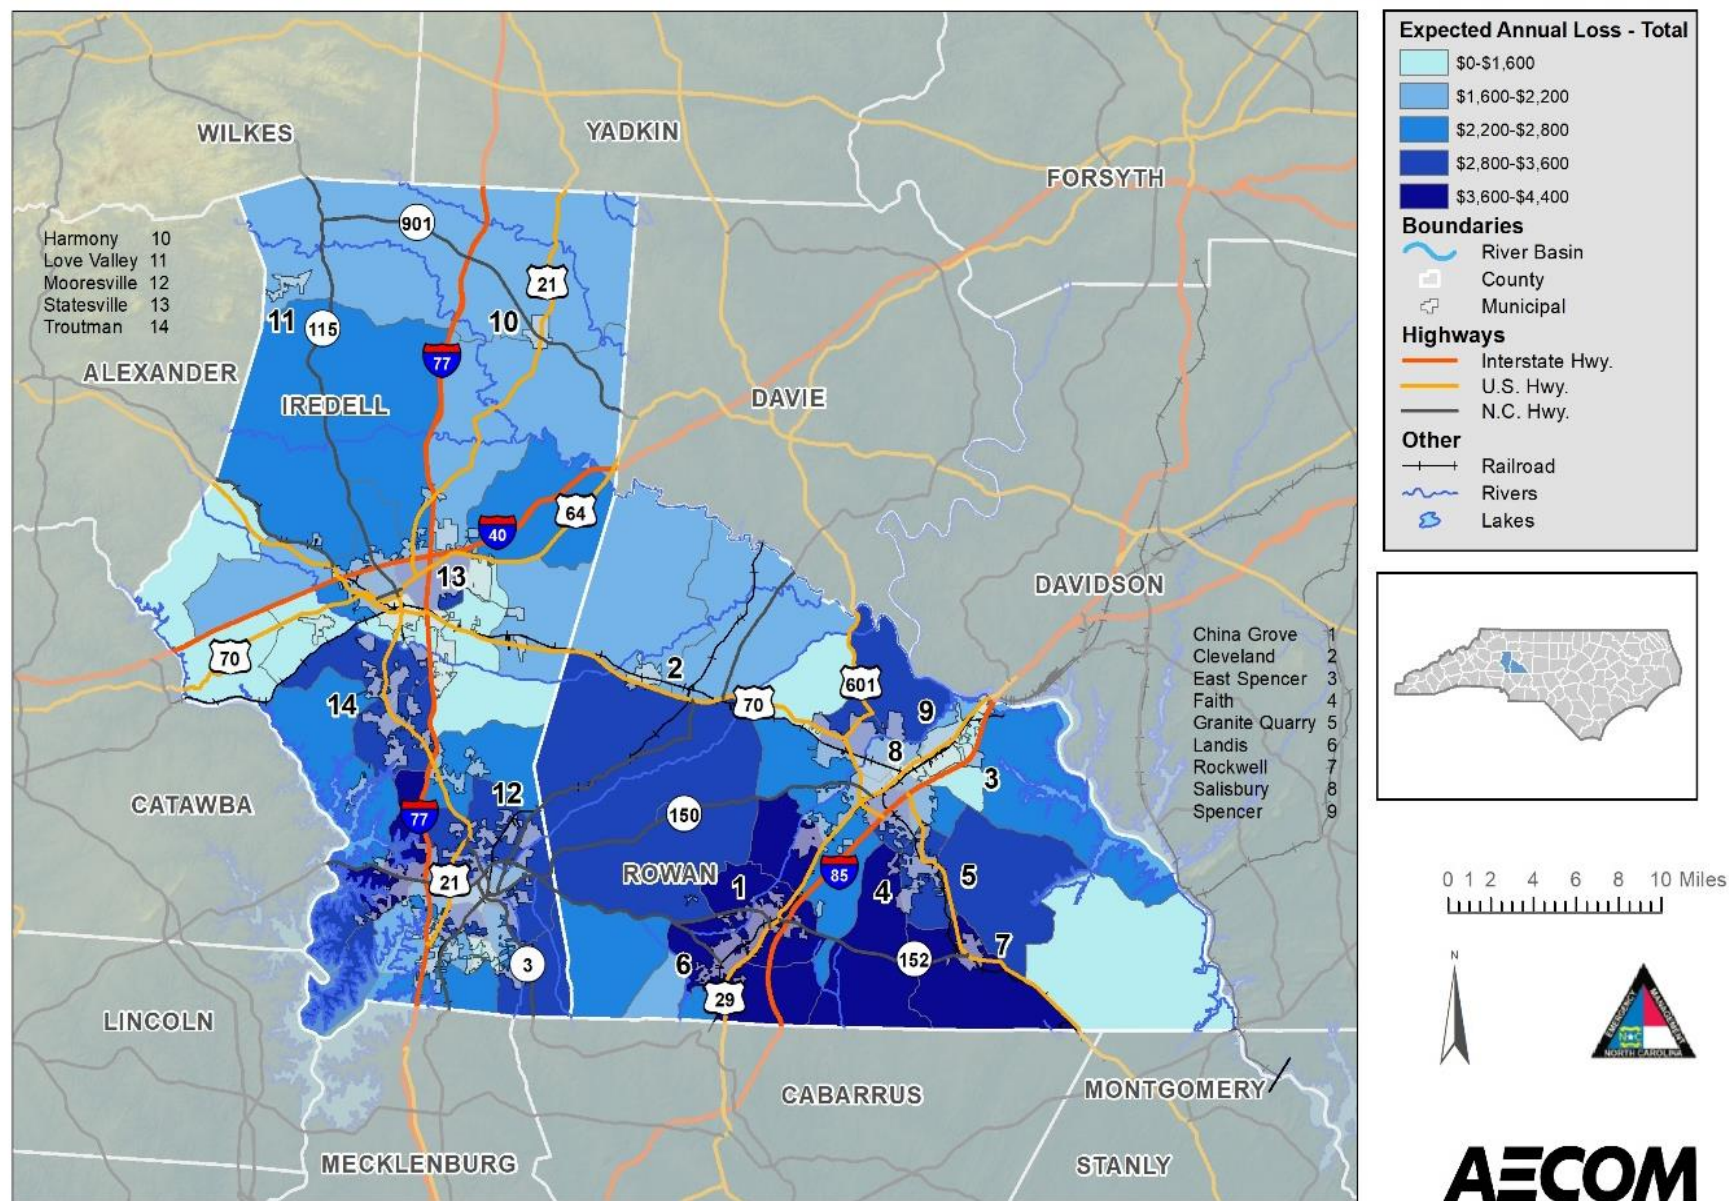 WILKES
YADKIN
FORSYTH
901
21
Harmony 10
Love Valley 11
Mooresville 12
Statesville 13
Troutman 14
11
115
10
77
ALEXANDER
IREDELL
DAVIE
40
64
13
DAVIDSON
70
2
70
601
China Grove 1
Cleveland 2
East Spencer 3
Faith 4
Granite Quarry 5
Landis 6
Rockwell 7
Salisbury 8
Spencer 9
14
9
8
3
CATAWBA
12
77
150
ROWAN
21
1
85
4
5
6
3
29
152
7
LINCOLN
CABARRUS
MONTGOMERY
MECKLENBURG
STANLY
Expected Annual Loss - Total
$0-$1,600
$1,600-$2,200
$2,200-$2,800
$2,800-$3,600
$3,600-$4,400
Boundaries
River Basin
County
Municipal
Highways
Interstate Hwy.
U.S. Hwy.
N.C. Hwy.
Other
Railroad
Rivers
Lakes
0 1 2 4 6 8 10 Miles
N
EMERGENCY
MANAGEMENT
NORTH CAROLINA
AECOM